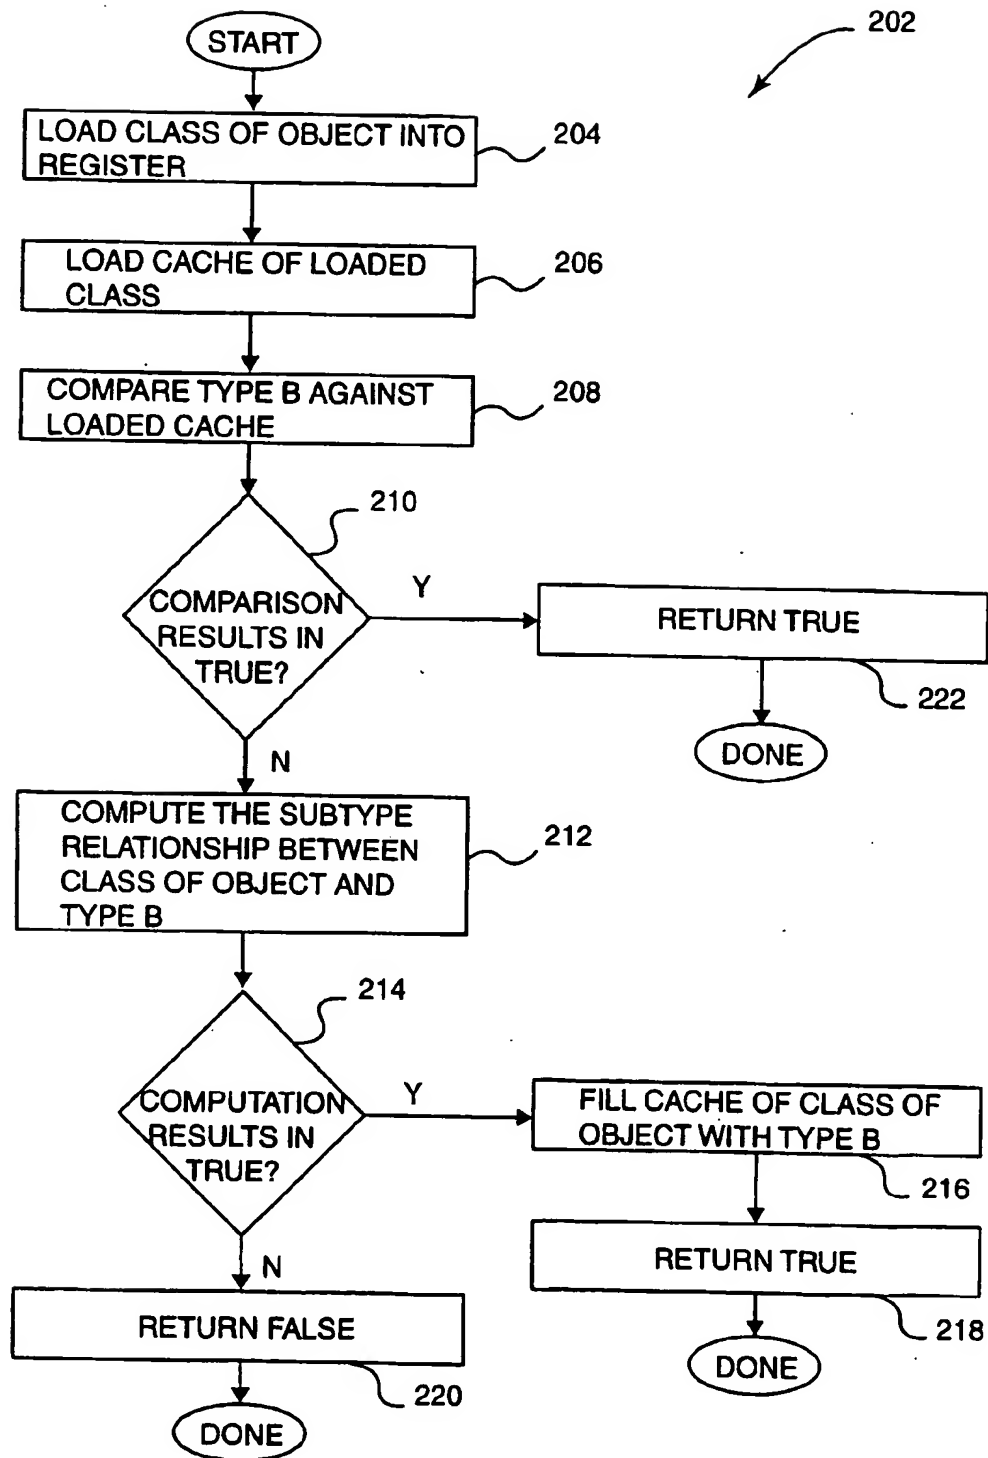 START
202
LOAD CLASS OF OBJECT INTO
REGISTER
204
LOAD CACHE OF LOADED
CLASS
206
COMPARE TYPE B AGAINST
LOADED CACHE
208
210
COMPARISON
RESULTS IN
TRUE?
Y
RETURN TRUE
222
DONE
N
COMPUTE THE SUBTYPE
RELATIONSHIP BETWEEN
CLASS OF OBJECT AND
TYPE B
212
214
COMPUTATION
RESULTS IN
TRUE?
Y
FILL CACHE OF CLASS OF
OBJECT WITH TYPE B
216
RETURN TRUE
218
DONE
N
RETURN FALSE
220
DONE